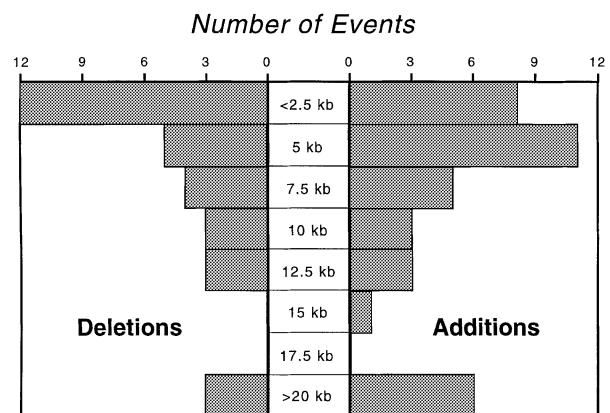 Number of Events
12 9 6 3 0 0 3 6 9 12
<2.5 kb
5 kb
7.5 kb
10 kb
12.5 kb
15 kb
Deletions Additions
17.5 kb
>20 kb